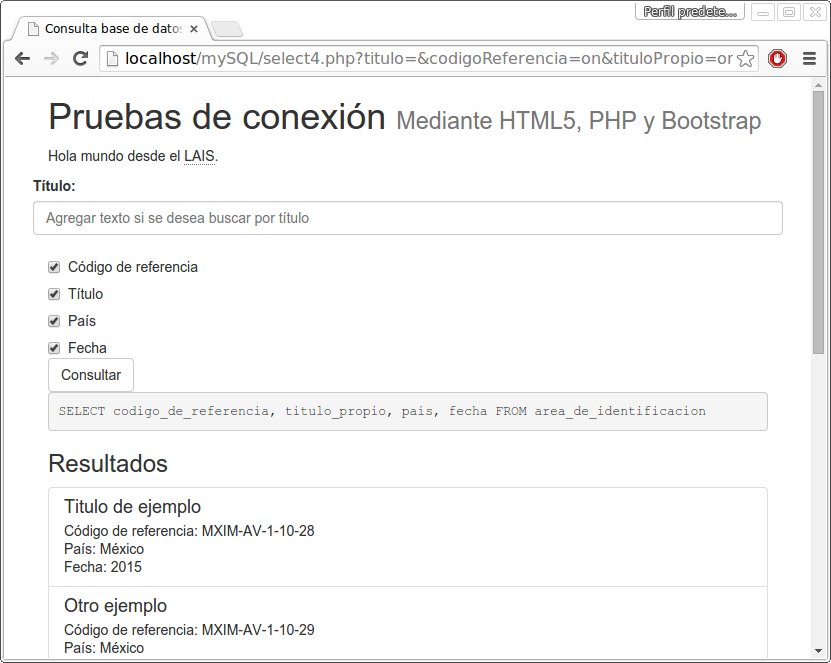 Perfil predete...
Consulta base de datos
localhost/mySQL/select4.php?titulo=&codigoReferencia=on&tituloPropio=on
Pruebas de conexión Mediante HTML5, PHP y Bootstrap
Hola mundo desde el LAIS.
Título:
Agregar texto si se desea buscar por título
Código de referencia
Título
País
Fecha
Consultar
SELECT codigo_de_referencia, titulo_propio, pais, fecha FROM area_de_identificacion
Resultados
Titulo de ejemplo
Código de referencia: MXIM-AV-1-10-28
País: México
Fecha: 2015
Otro ejemplo
Código de referencia: MXIM-AV-1-10-29
País: México